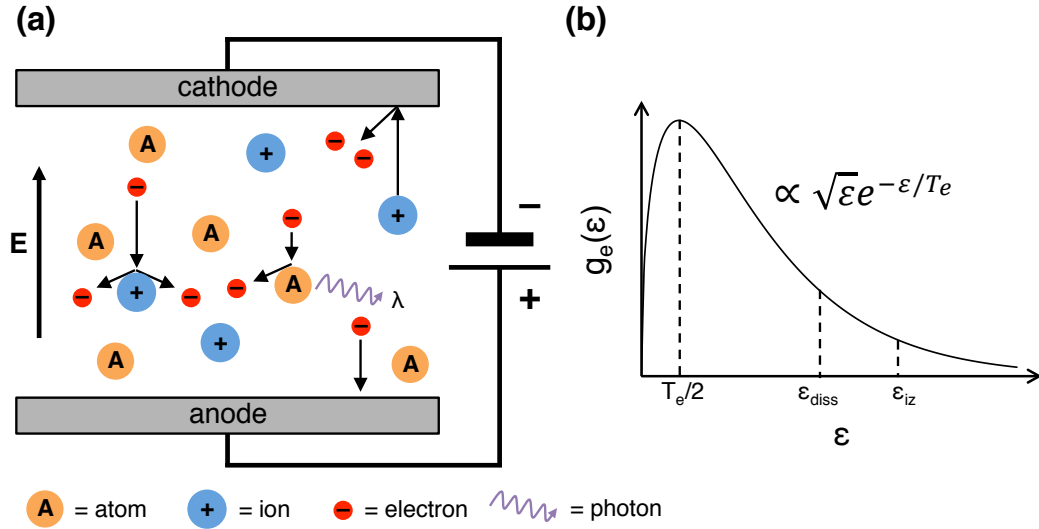 (a)
cathode
A
+
−
−
−
E
−
A
A
−
+
−
+
−
−
−
A
λ
+
−
A
A
anode
A = atom
+ = ion
− = electron
= photon
(b)
gₑ(ε)
∝ √ε e^{-ε/Te}
Tₑ/2
ε_diss
ε_iz
ε